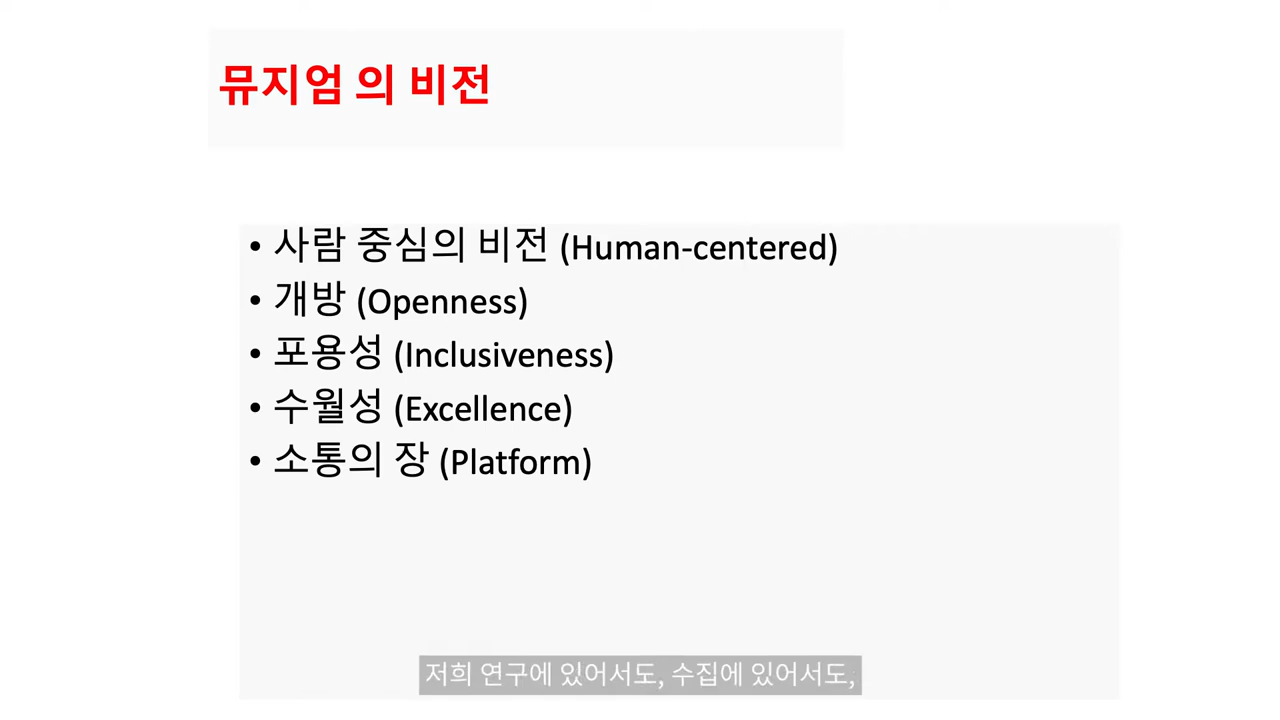 뮤지엄 의 비전
• 사람 중심의 비전 (Human-centered)
• 개방 (Openness)
• 포용성 (Inclusiveness)
• 수월성 (Excellence)
• 소통의 장 (Platform)
저희 연구에 있어서도, 수집에 있어서도,